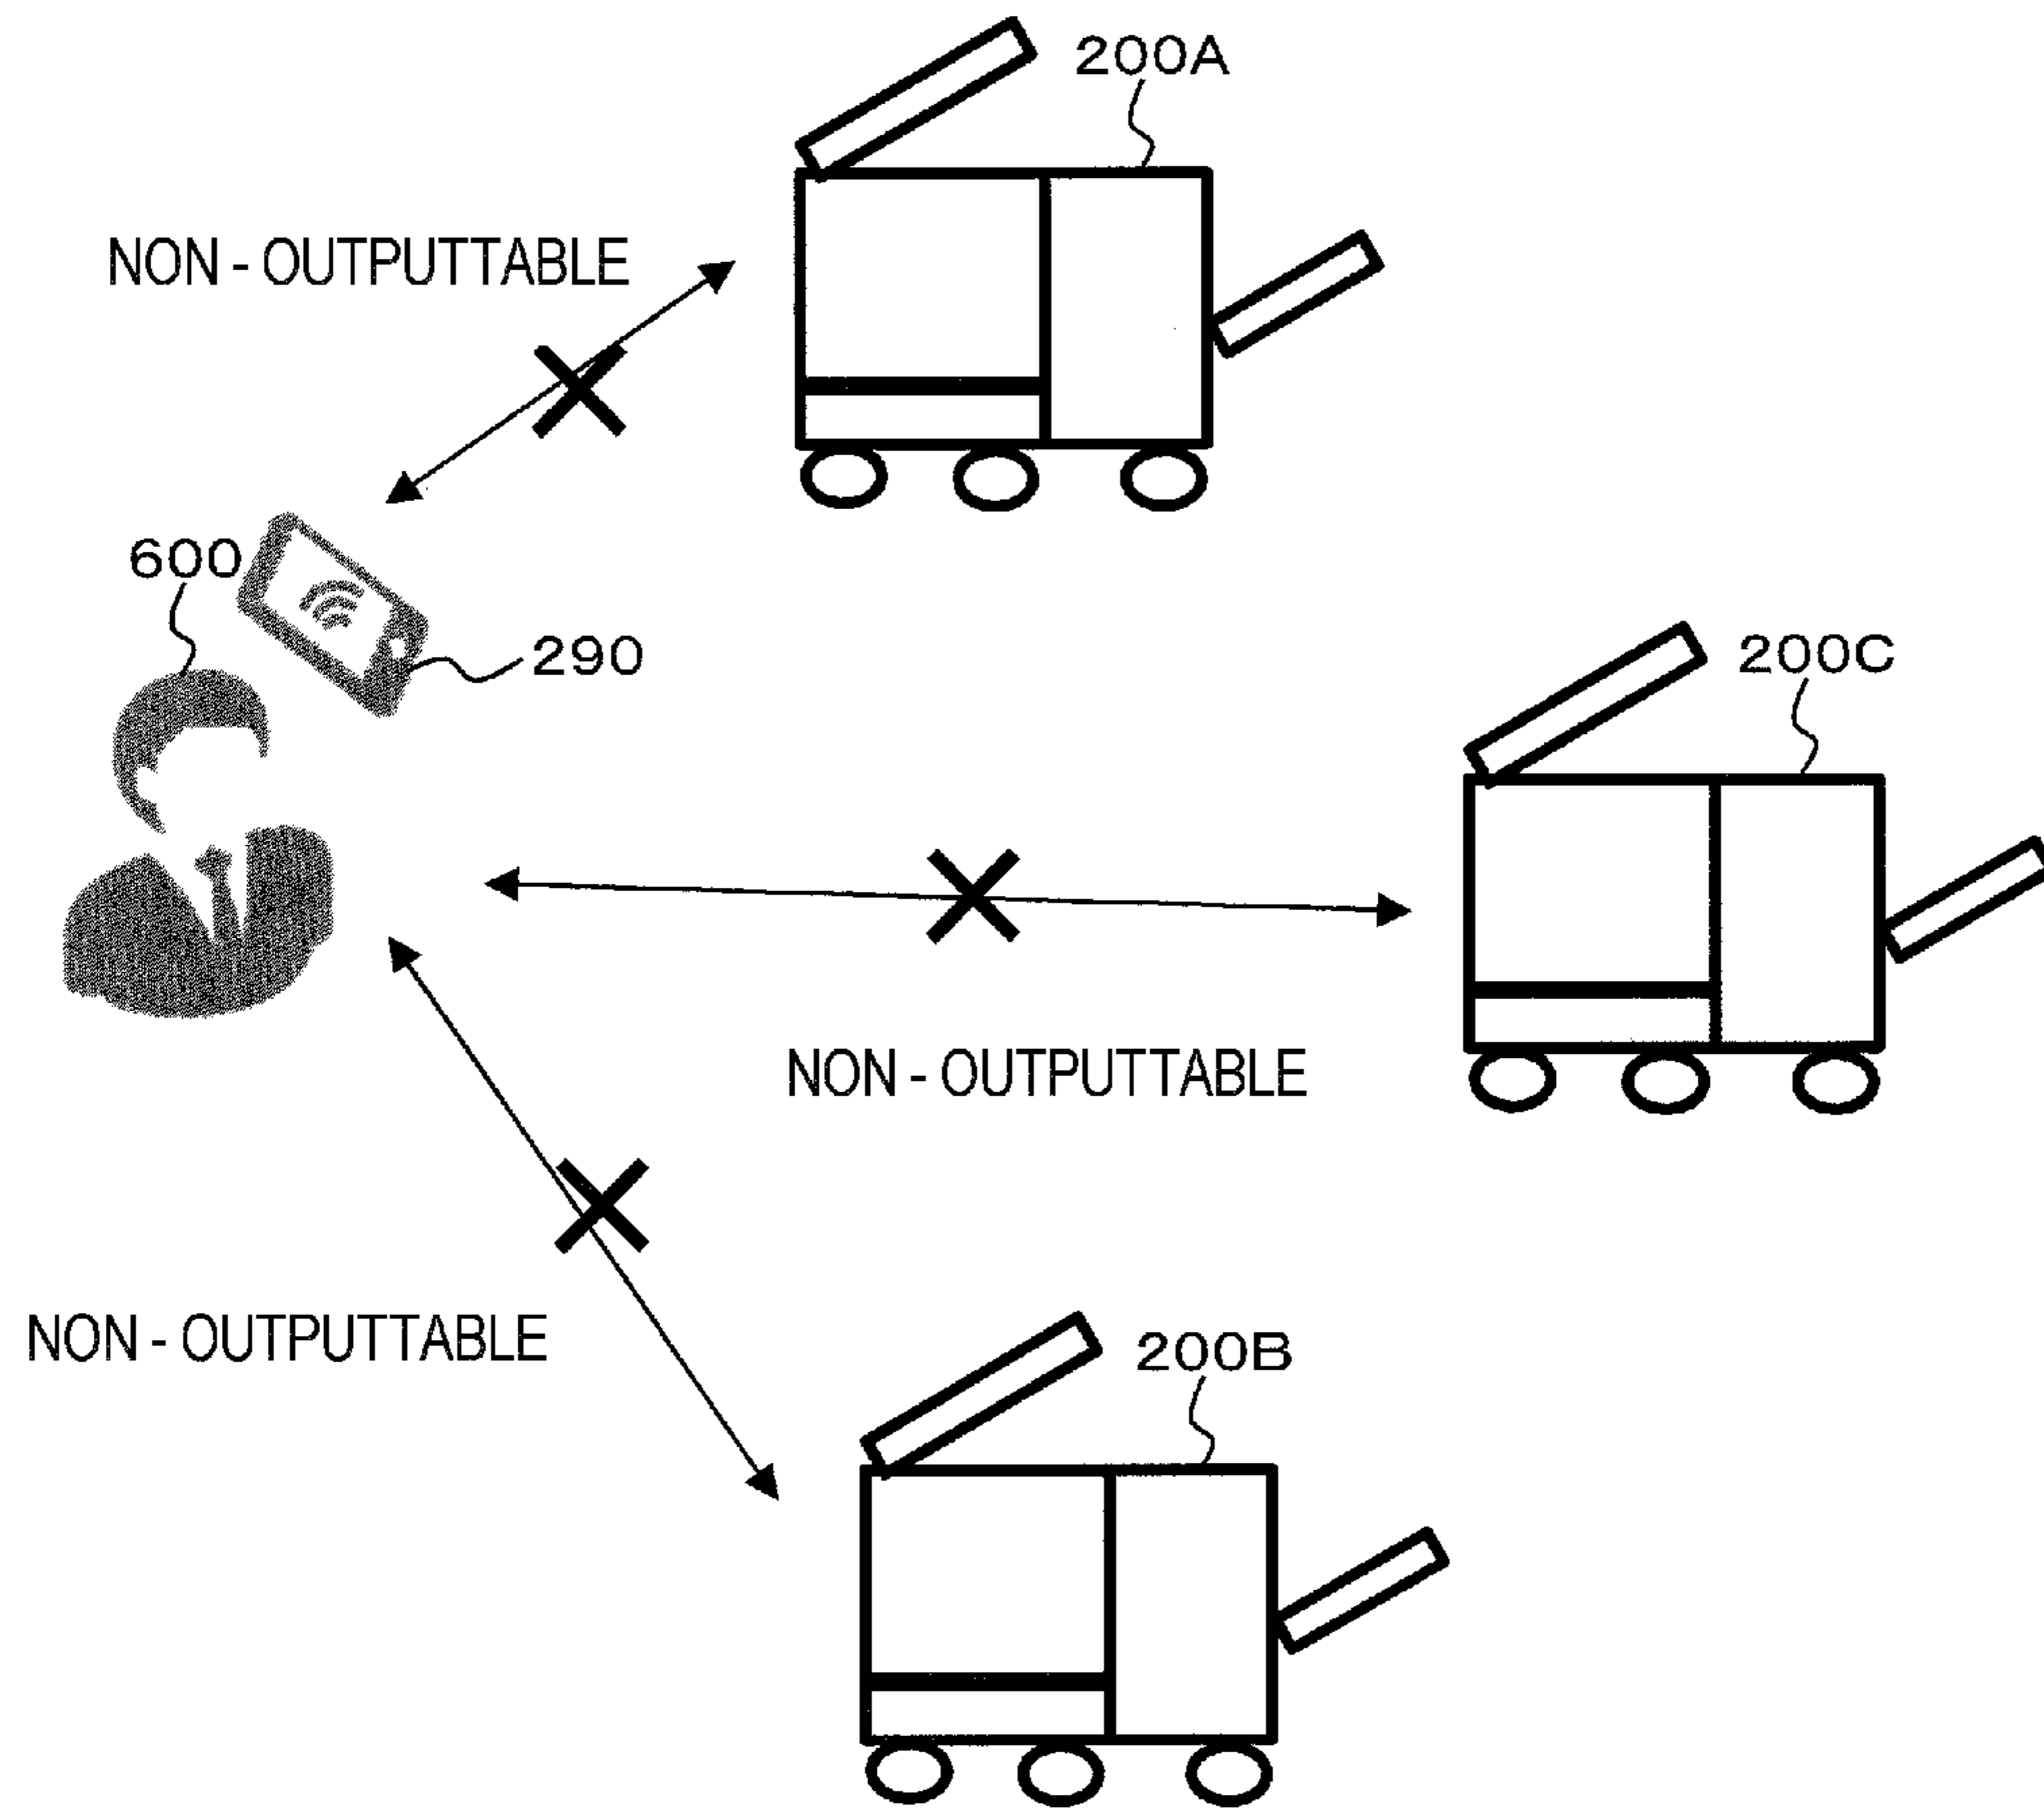 200A
NON - OUTPUTTABLE
600
290
200C
NON - OUTPUTTABLE
NON - OUTPUTTABLE
200B